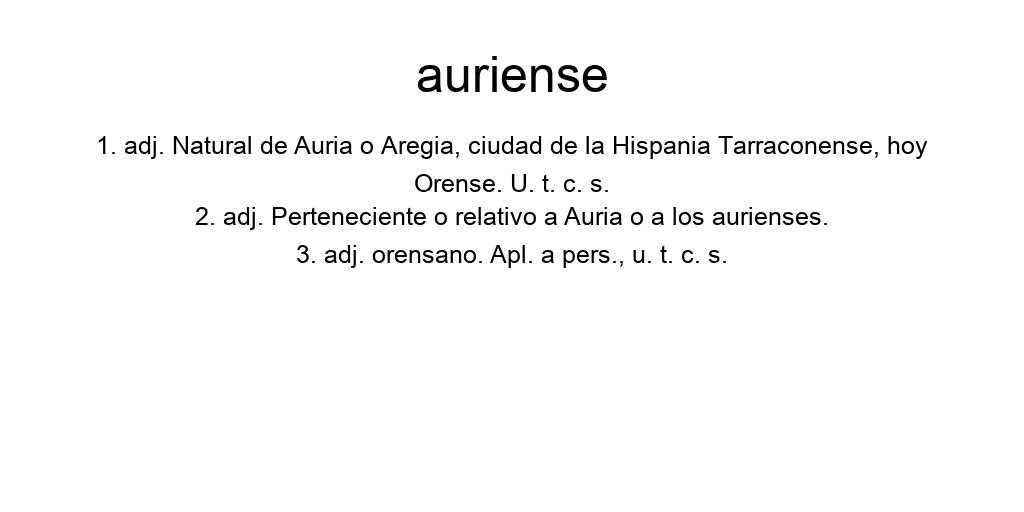 auriense
1. adj. Natural de Auria o Aregia, ciudad de la Hispania Tarraconense, hoy
Orense. U. t. c. s.
2. adj. Perteneciente o relativo a Auria o a los aurienses.
3. adj. orensano. Apl. a pers., u. t. c. s.